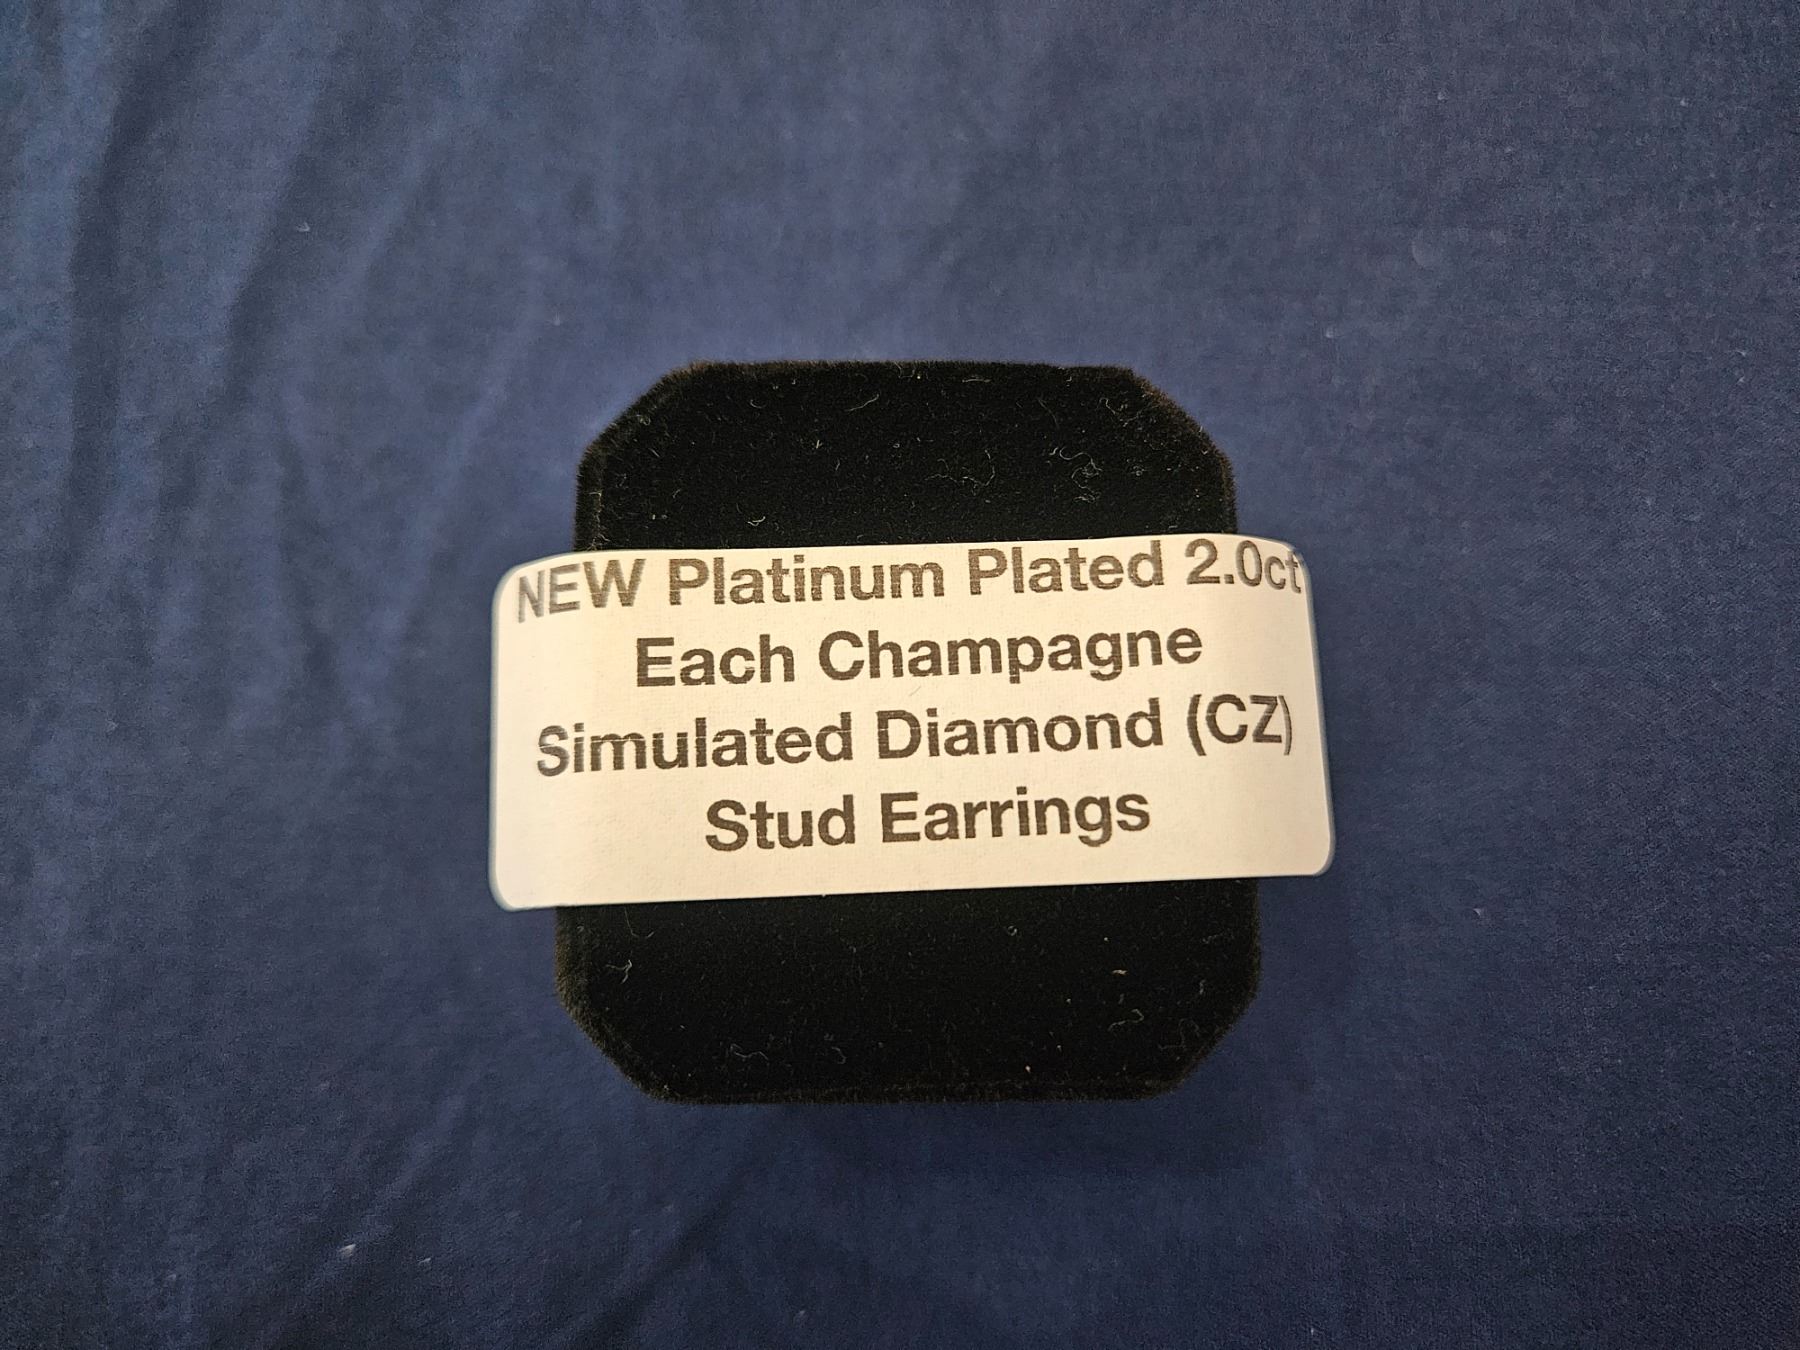 NEW Platinum Plated 2.0ct
Each Champagne
Simulated Diamond (CZ)
Stud Earrings